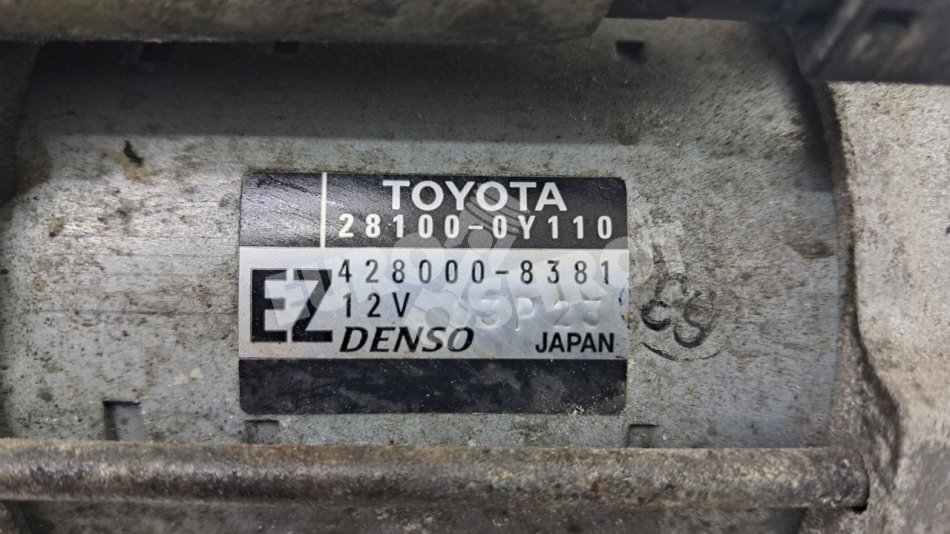 TOYOTA
28100-0Y110
EZ
428000-8381
12V
DENSO
JAPAN